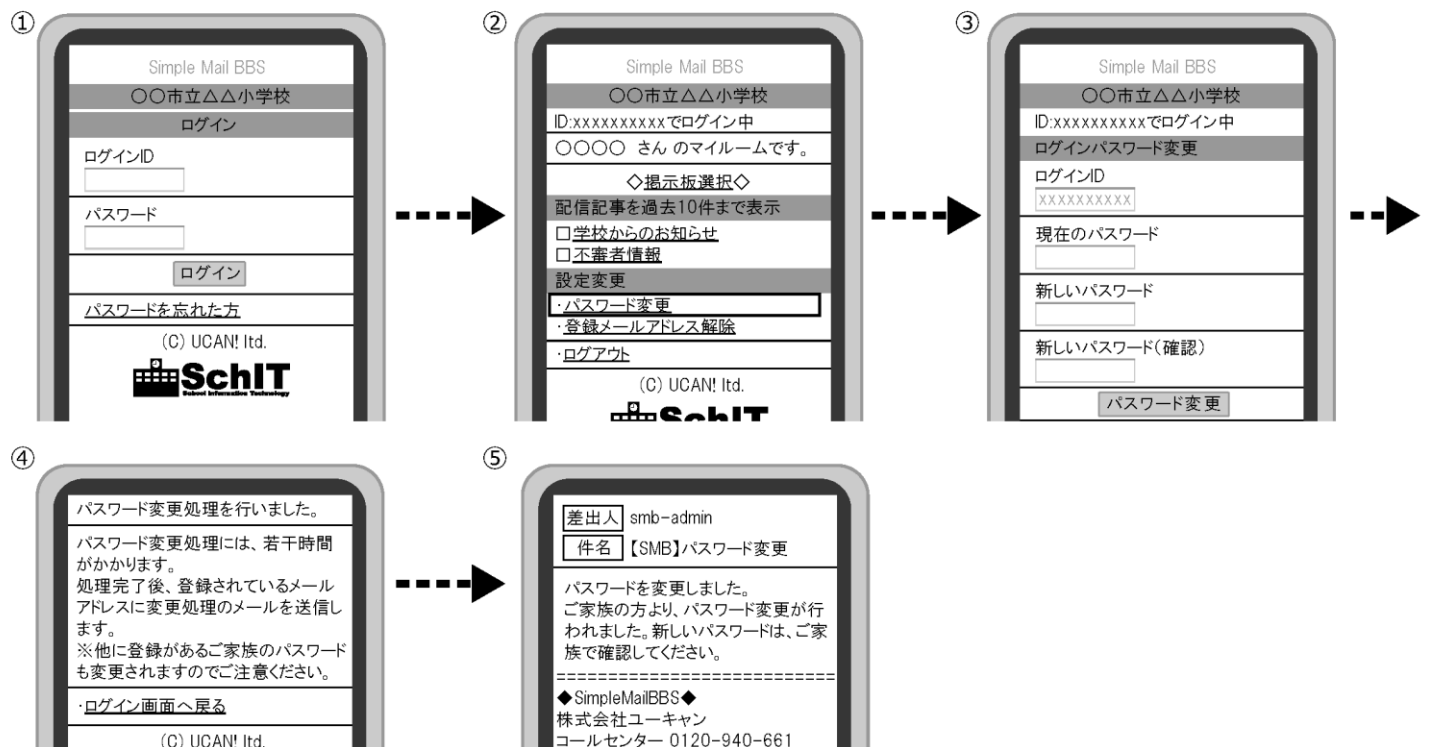 ①
Simple Mail BBS
〇〇市立△△小学校
ログイン
ログインID
パスワード
ログイン
パスワードを忘れた方
(C) UCAN! ltd.
SchIT
School Information Technology
②
Simple Mail BBS
〇〇市立△△小学校
ID:xxxxxxxxxxでログイン中
〇〇〇〇 さん のマイルームです。
◇掲示板選択◇
配信記事を過去10件まで表示
□学校からのお知らせ
□不審者情報
設定変更
·パスワード変更
·登録メールアドレス解除
·ログアウト
(C) UCAN! ltd.
SchIT
③
Simple Mail BBS
〇〇市立△△小学校
ID:xxxxxxxxxxでログイン中
ログインパスワード変更
ログインID
xxxxxxxxxx
現在のパスワード
新しいパスワード
新しいパスワード(確認)
パスワード変更
④
パスワード変更処理を行いました。
パスワード変更処理には、若干時間
がかかります。
処理完了後、登録されているメール
アドレスに変更処理のメールを送信し
ます。
※他に登録があるご家族のパスワード
も変更されますのでご注意ください。
·ログイン画面へ戻る
(C) UCAN! ltd.
⑤
差出人 smb-admin
件名 【SMB】パスワード変更
パスワードを変更しました。
ご家族の方より、パスワード変更が行
われました。新しいパスワードは、ご家
族で確認してください。
===========================
◆SimpleMailBBS◆
株式会社ユーキャン
コールセンター 0120-940-661